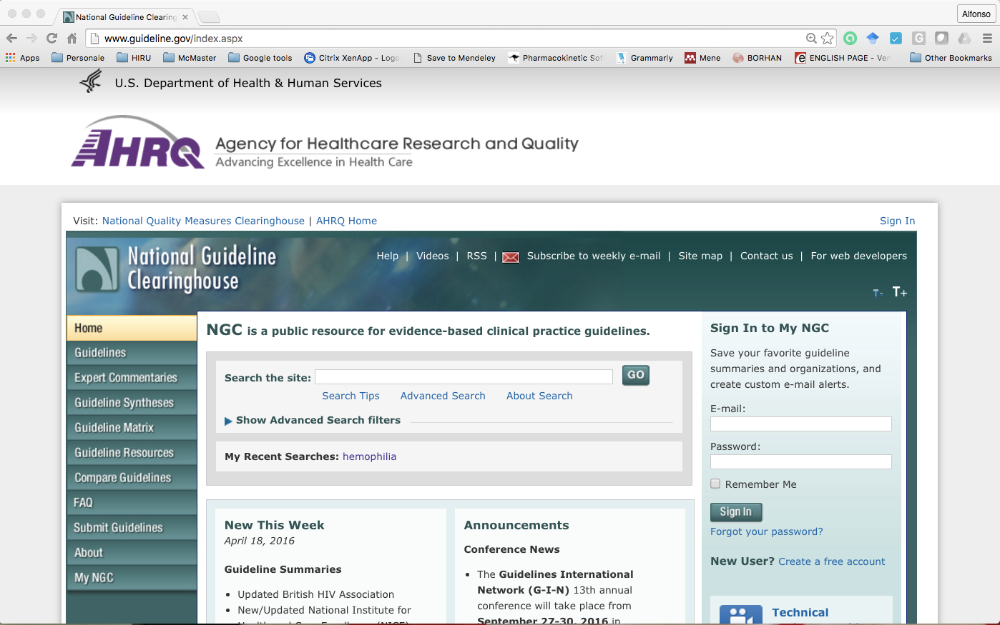 National Guideline Clearing
Alfonso
www.guideline.gov/index.aspx
Apps Personale HIRU McMaster Google tools Citrix XenApp - Logo Save to Mendeley Pharmacokinetic Soft Grammarly Mene BORHAN ENGLISH PAGE - Ver Other Bookmarks
U.S. Department of Health & Human Services
AHRQ
Agency for Healthcare Research and Quality
Advancing Excellence in Health Care
Visit: National Quality Measures Clearinghouse | AHRQ Home
Sign In
National Guideline
Clearinghouse
Help | Videos | RSS | Subscribe to weekly e-mail | Site map | Contact us | For web developers
T- T+
Home
Guidelines
Expert Commentaries
Guideline Syntheses
Guideline Matrix
Guideline Resources
Compare Guidelines
FAQ
Submit Guidelines
About
My NGC
NGC is a public resource for evidence-based clinical practice guidelines.
Search the site: GO
Search Tips Advanced Search About Search
Show Advanced Search filters
My Recent Searches: hemophilia
New This Week
April 18, 2016
Guideline Summaries
• Updated British HIV Association
• New/Updated National Institute for
Announcements
Conference News
• The Guidelines International
Network (G-I-N) 13th annual
conference will take place from
September 27-30, 2016 in
Sign In to My NGC
Save your favorite guideline
summaries and organizations, and
create custom e-mail alerts.
E-mail:
Password:
Remember Me
Sign In
Forgot your password?
New User? Create a free account
Technical